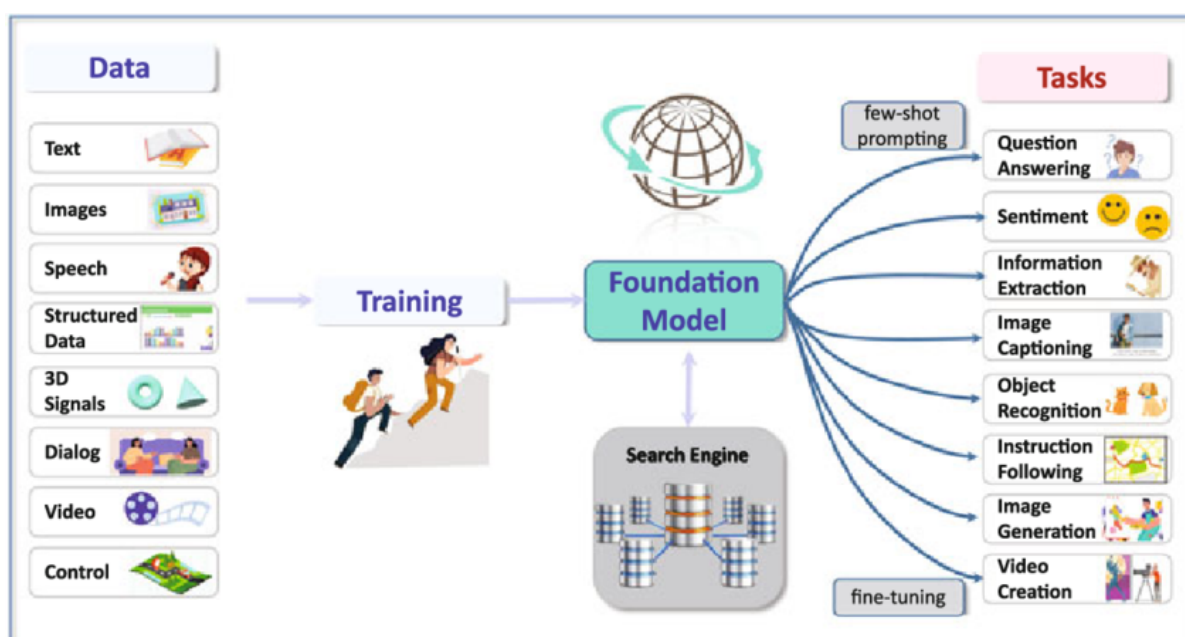 Data
Text
Images
Speech
Structured
Data
3D
Signals
Dialog
Video
Control
Training
Foundation
Model
Search Engine
few-shot
prompting
fine-tuning
Tasks
Question
Answering
Sentiment
Information
Extraction
Image
Captioning
Object
Recognition
Instruction
Following
Image
Generation
Video
Creation